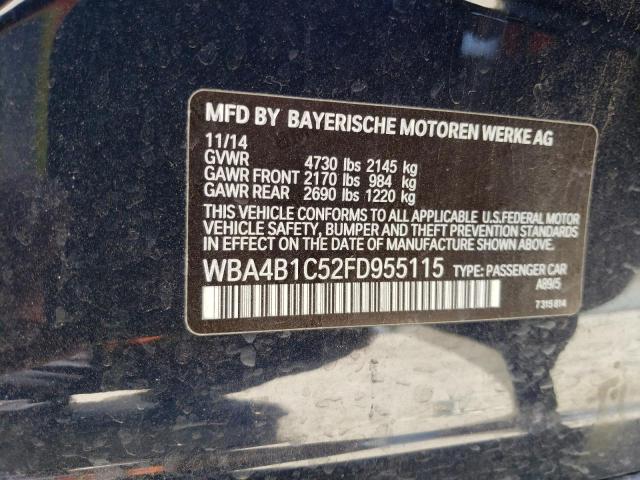 MFD BY BAYERISCHE MOTOREN WERKE AG
11/14
GVWR 4730 lbs 2145 kg
GAWR FRONT 2170 lbs 984 kg
GAWR REAR 2690 lbs 1220 kg
THIS VEHICLE CONFORMS TO ALL APPLICABLE U.S.FEDERAL MOTOR
VEHICLE SAFETY, BUMPER AND THEFT PREVENTION STANDARDS IN
EFFECT ON THE DATE OF MANUFACTURE SHOWN ABOVE.
WBA4B1C52FD955115 TYPE: PASSENGER CAR
A89/5
7315814